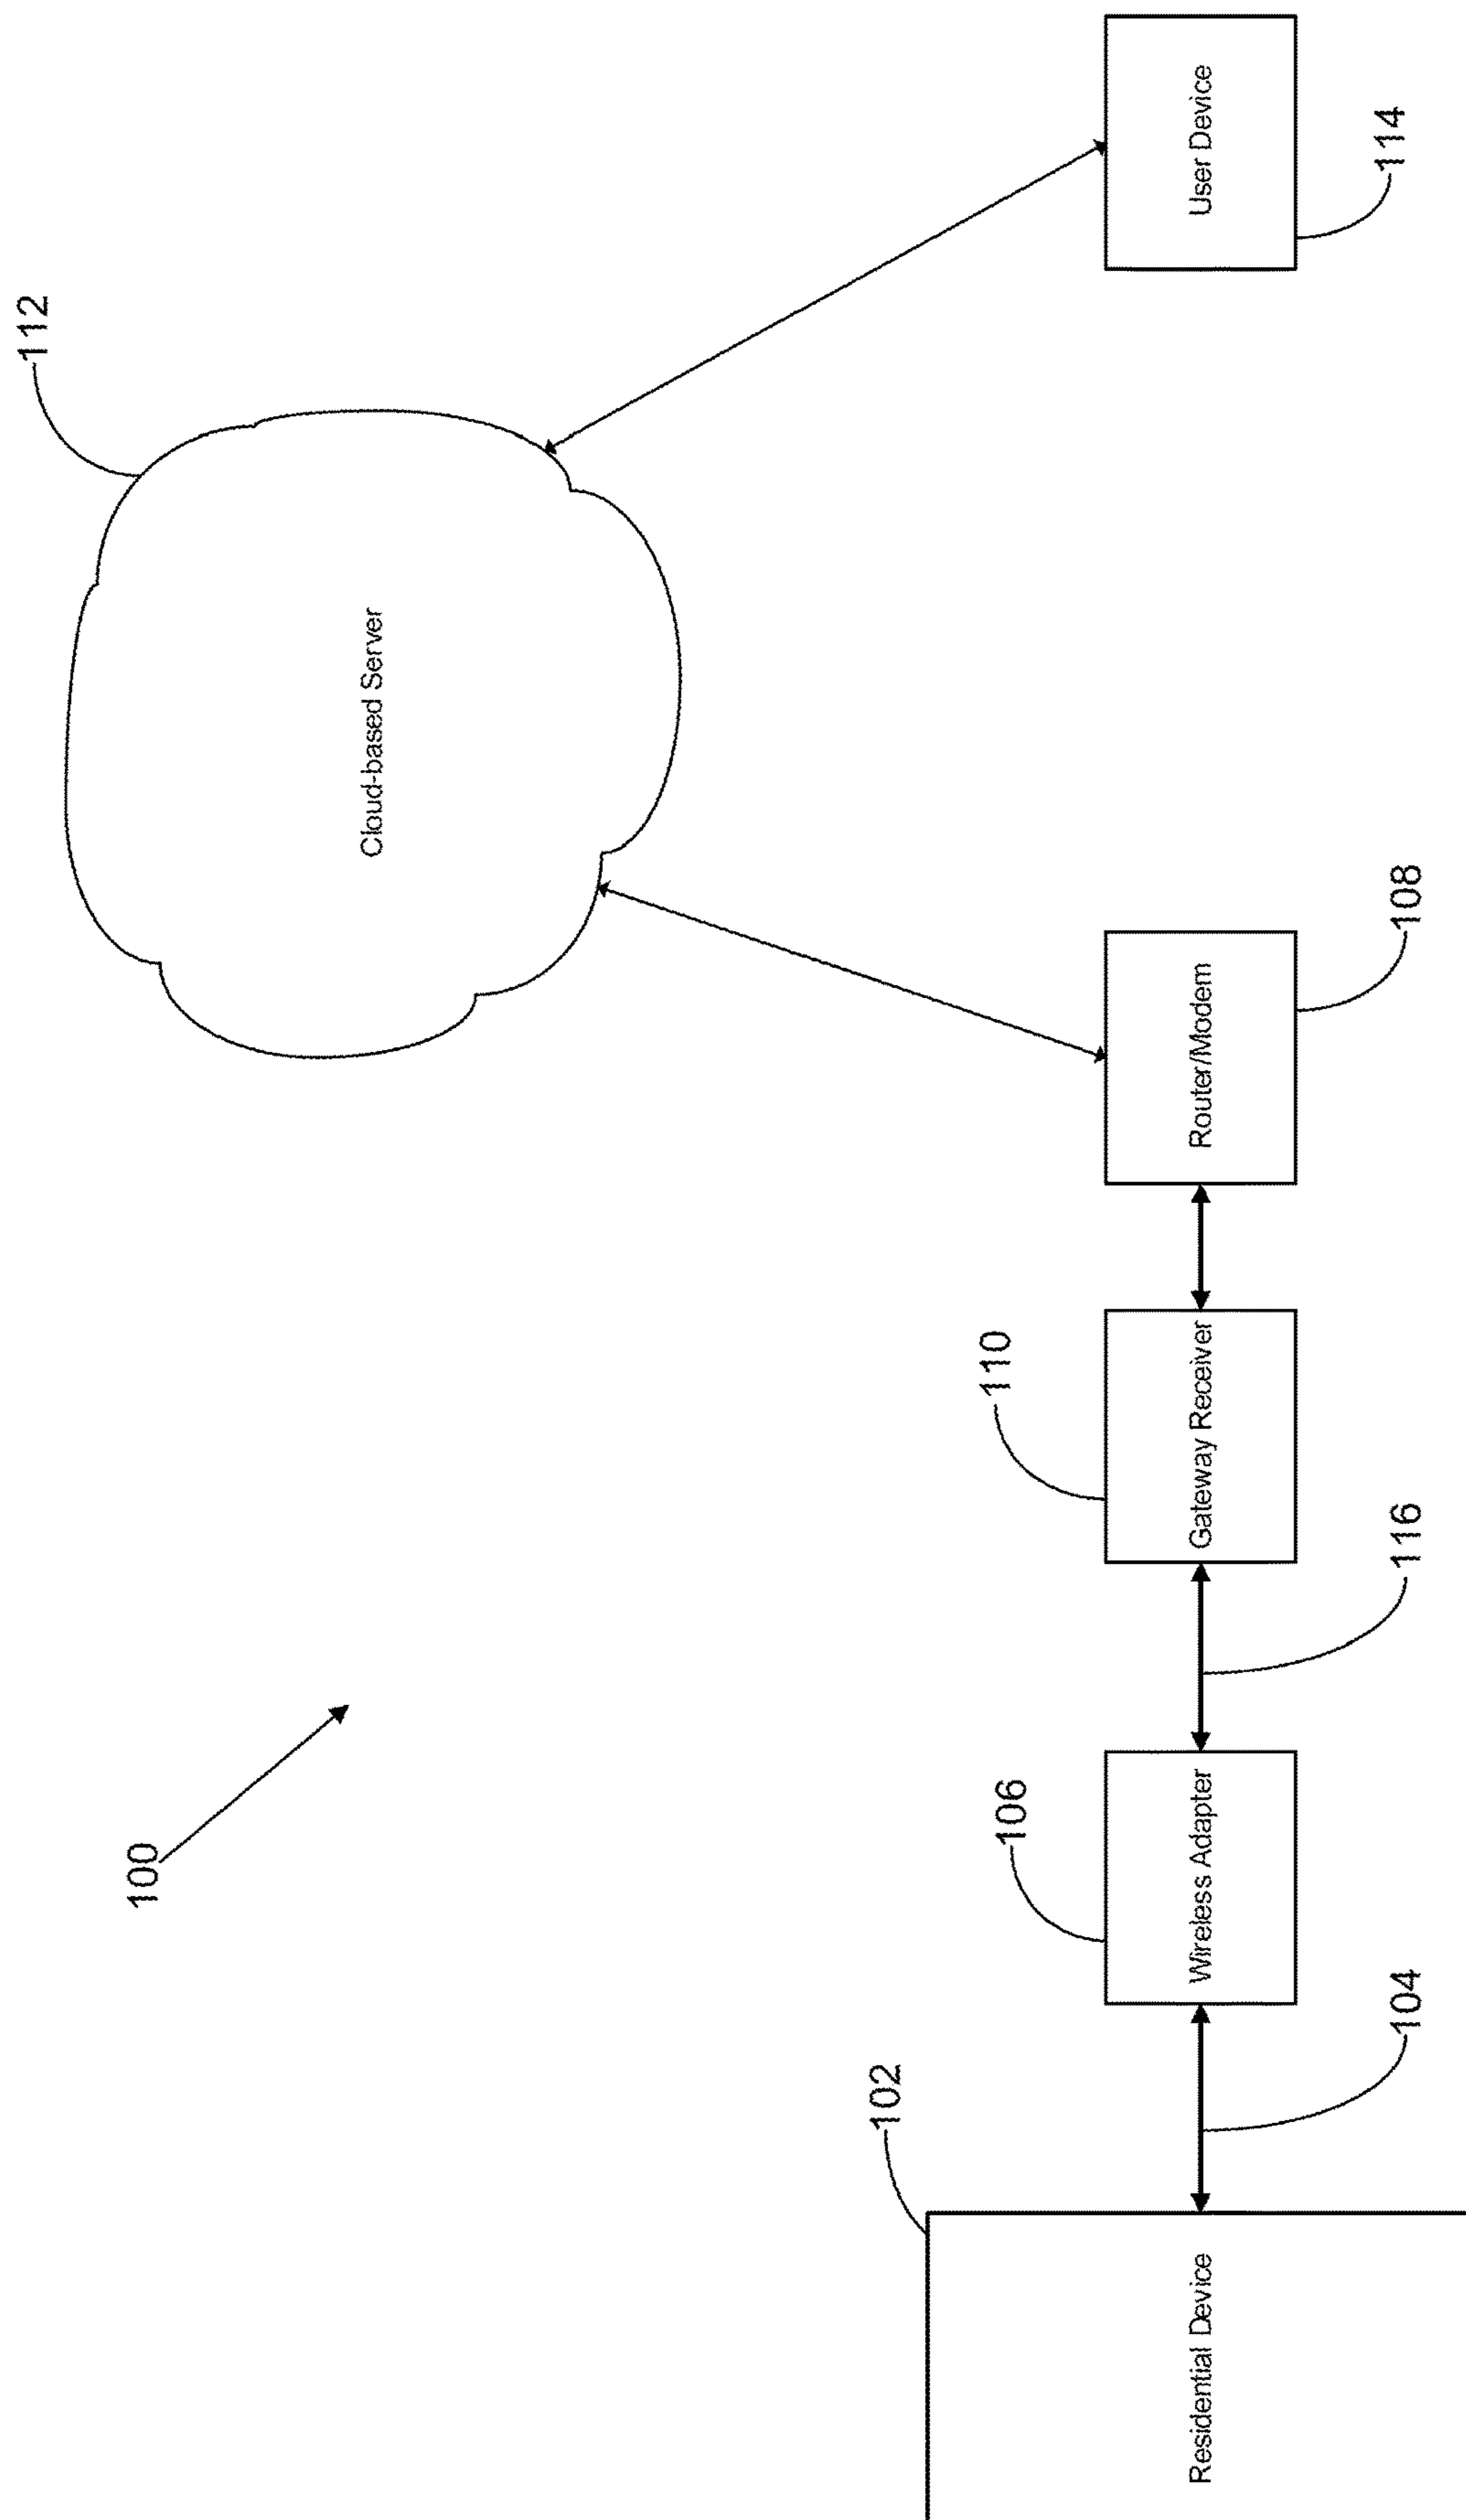 112
Cloud-based Server
100
102
Residential Device
104
106
Wireless Adapter
116
110
Gateway Receiver
Router/Modem
108
User Device
114